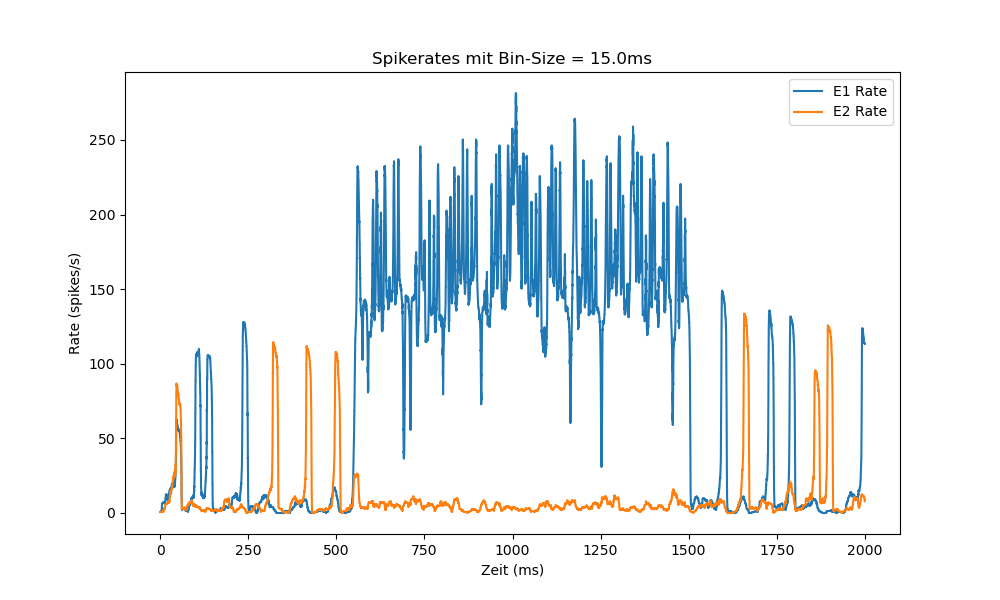 Spikerates mit Bin-Size = 15.0ms
E1 Rate
E2 Rate
Rate (spikes/s)
250
200
150
100
50
0
0 250 500 750 1000 1250 1500 1750 2000
Zeit (ms)